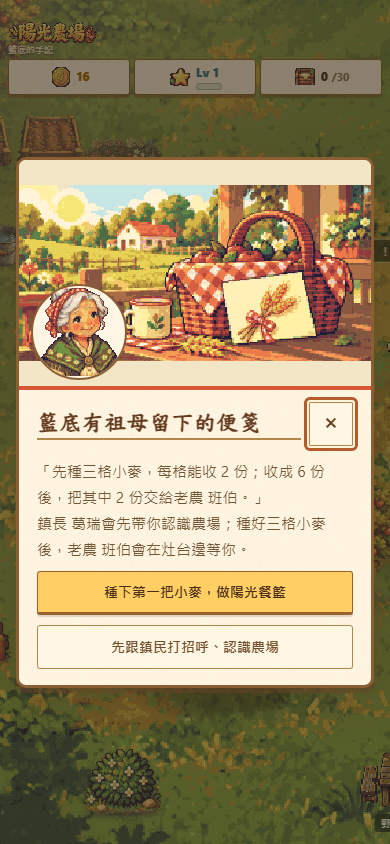 陽光農場
籃底的手記
16
Lv 1
0 /30
籃底有祖母留下的便箋
×
「先種三格小麥，每格能收 2 份；收成 6 份
後，把其中 2 份交給老農 班伯。」
鎮長 葛瑞會先帶你認識農場；種好三格小麥
後，老農 班伯會在灶台邊等你。
種下第一把小麥，做陽光餐籃
先跟鎮民打招呼、認識農場
野